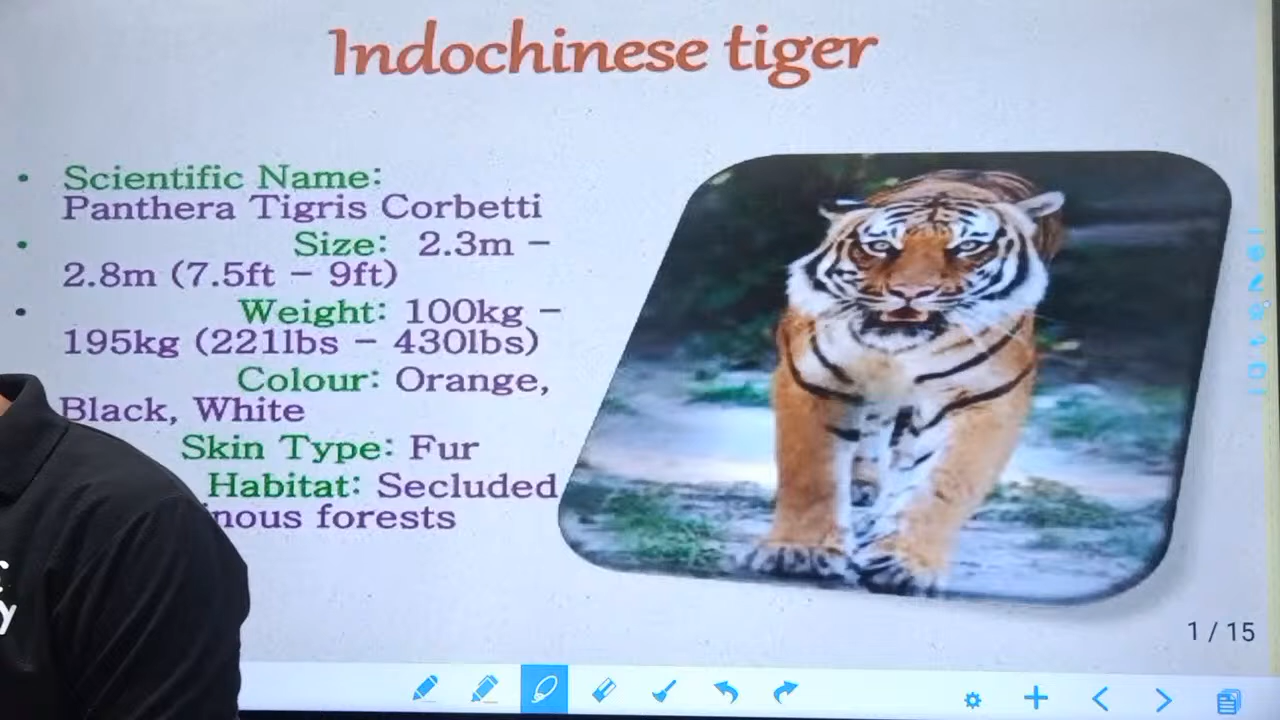 Indochinese tiger
• Scientific Name:
Panthera Tigris Corbetti
• Size: 2.3m –
2.8m (7.5ft – 9ft)
• Weight: 100kg –
195kg (221lbs – 430lbs)
Colour: Orange,
Black, White
Skin Type: Fur
Habitat: Secluded
forests
1 / 15